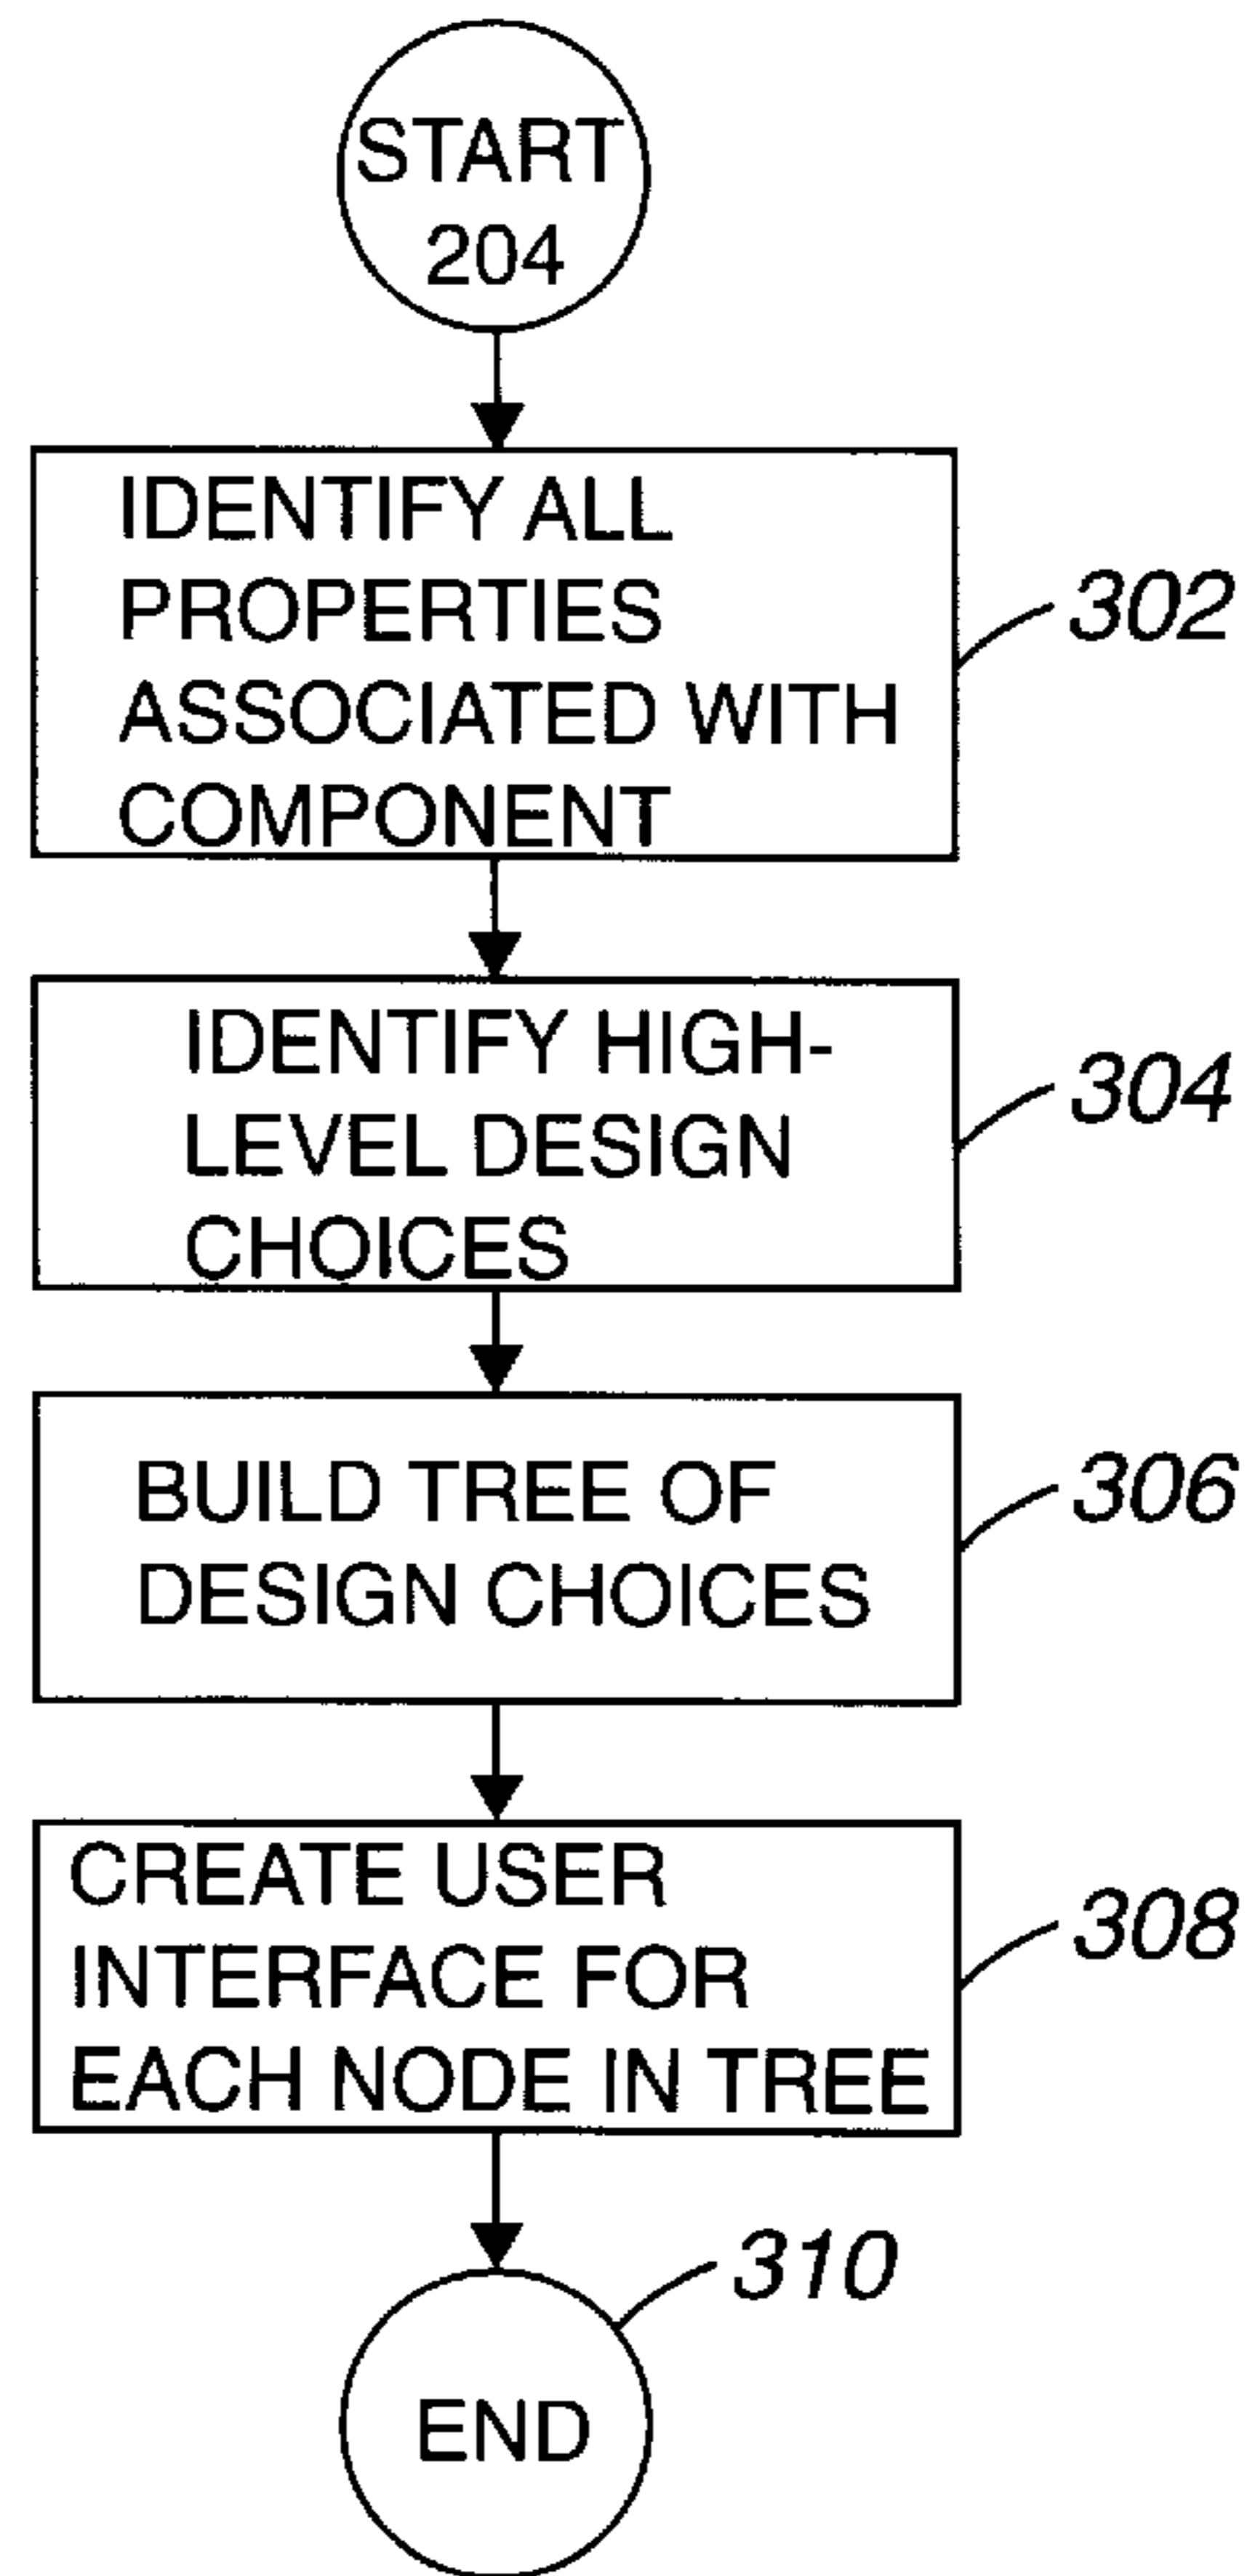 START
204
IDENTIFY ALL
PROPERTIES
ASSOCIATED WITH
COMPONENT
302
IDENTIFY HIGH-
LEVEL DESIGN
CHOICES
304
BUILD TREE OF
DESIGN CHOICES
306
CREATE USER
INTERFACE FOR
EACH NODE IN TREE
308
310
END